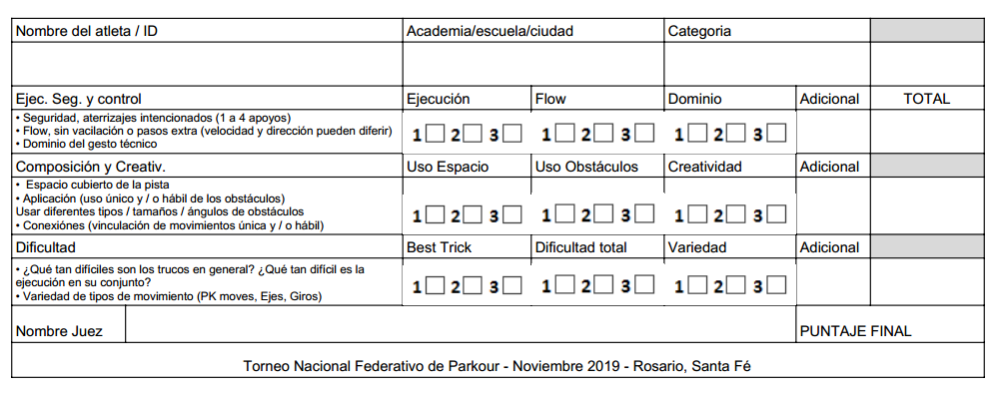 Nombre del atleta / ID Academia/escuela/ciudad Categoria
Ejec. Seg. y control Ejecución Flow Dominio Adicional TOTAL
• Seguridad, aterrizajes intencionados (1 a 4 apoyos)
• Flow, sin vacilación o pasos extra (velocidad y dirección pueden diferir)
• Dominio del gesto técnico
1 2 3 1 2 3 1 2 3
Composición y Creativ. Uso Espacio Uso Obstáculos Creatividad Adicional
• Espacio cubierto de la pista
• Aplicación (uso único y / o hábil de los obstáculos)
Usar diferentes tipos / tamaños / ángulos de obstáculos
• Conexiónes (vinculación de movimientos única y / o hábil)
1 2 3 1 2 3 1 2 3
Dificultad Best Trick Dificultad total Variedad Adicional
• ¿Qué tan difíciles son los trucos en general? ¿Qué tan difícil es la
ejecución en su conjunto?
• Variedad de tipos de movimiento (PK moves, Ejes, Giros)
1 2 3 1 2 3 1 2 3
Nombre Juez PUNTAJE FINAL
Torneo Nacional Federativo de Parkour - Noviembre 2019 - Rosario, Santa Fé